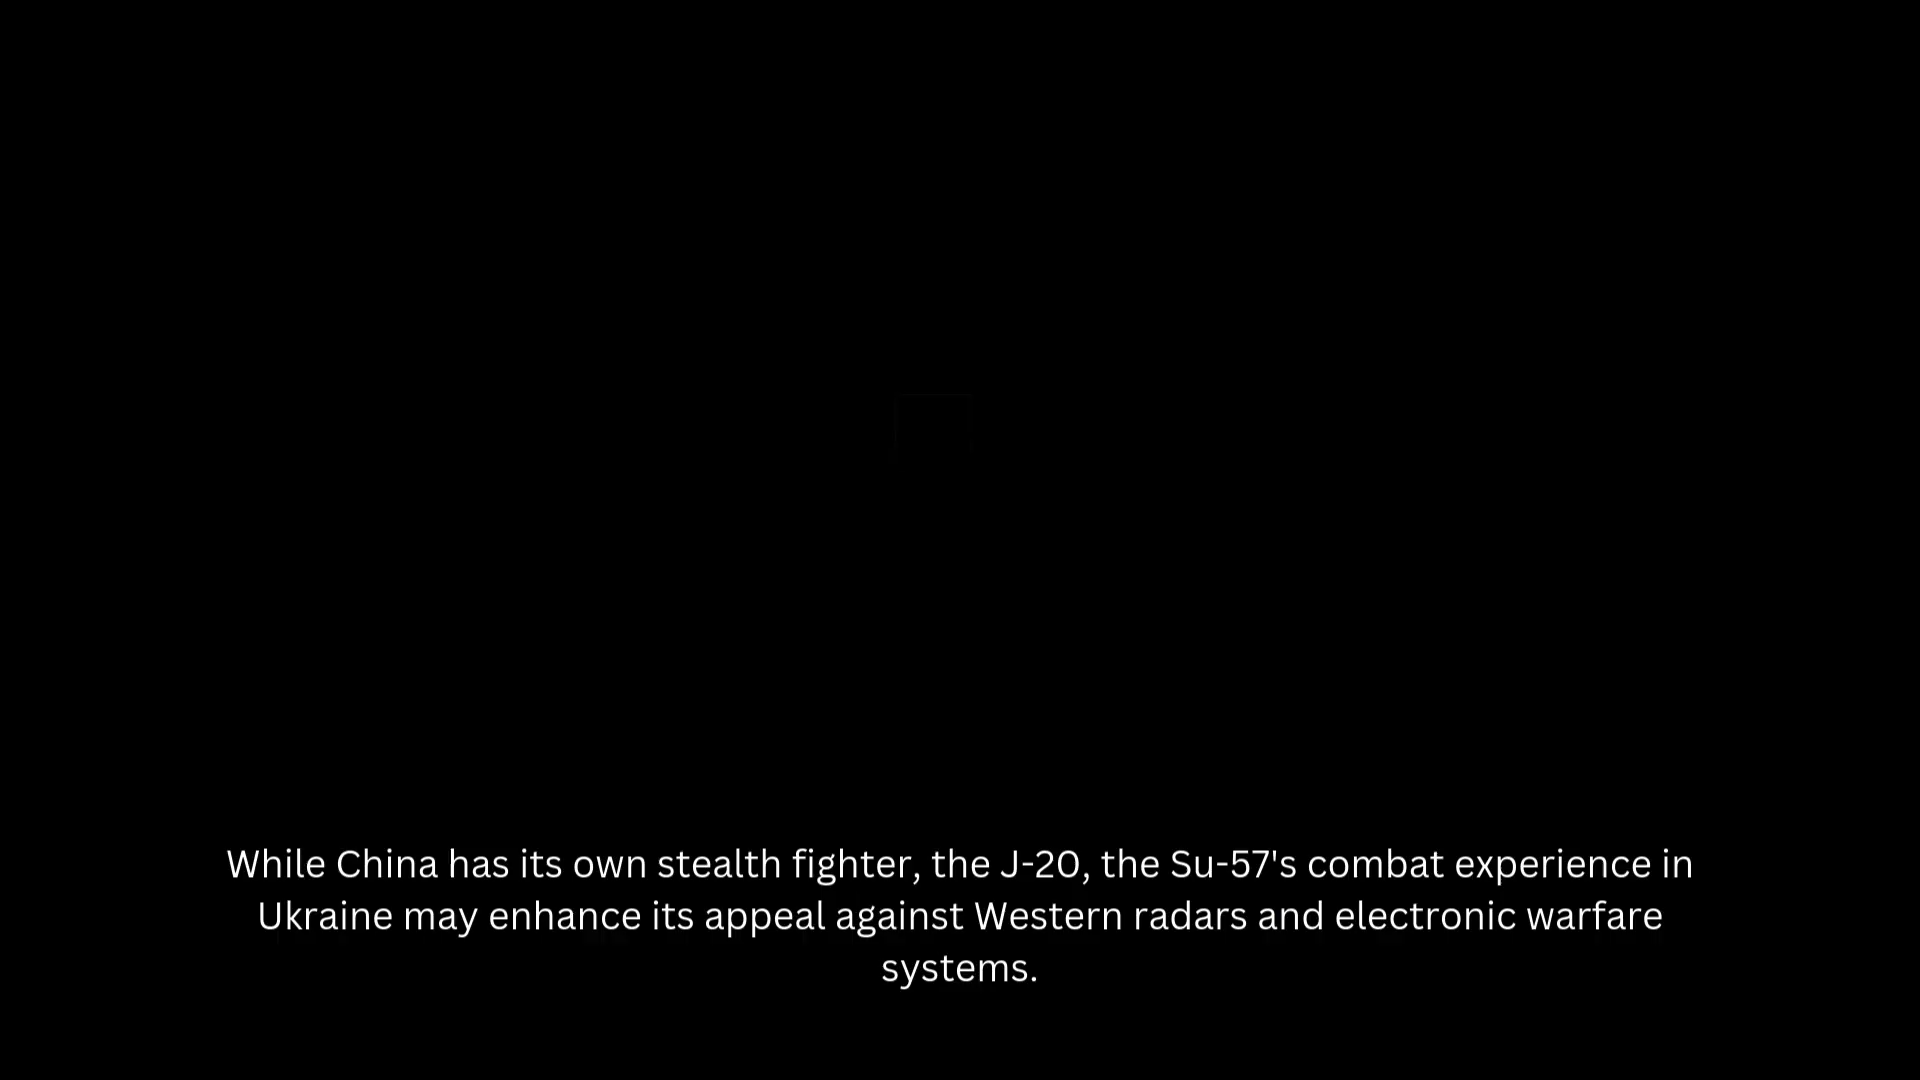 While China has its own stealth fighter, the J-20, the Su-57's combat experience in
Ukraine may enhance its appeal against Western radars and electronic warfare
systems.